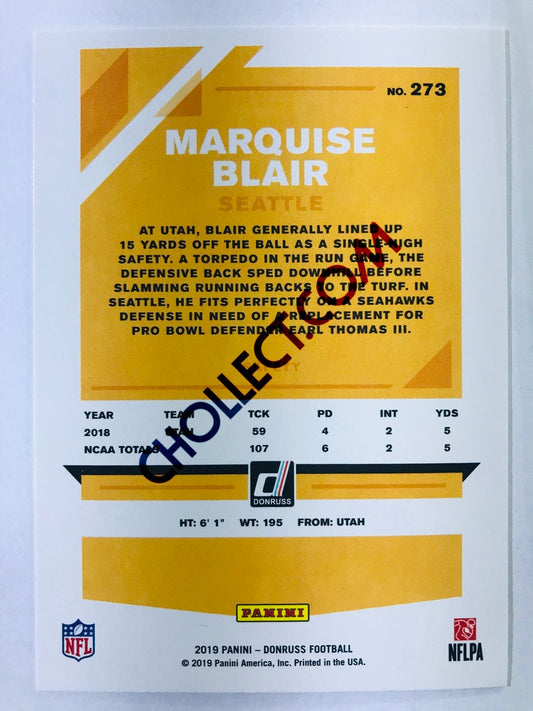 NO. 273
MARQUISE
BLAIR
SEATTLE
AT UTAH, BLAIR GENERALLY LINED UP
15 YARDS OFF THE BALL AS A SINGLE-HIGH
SAFETY. A TORPEDO IN THE RUN GAME, THE
DEFENSIVE BACK SPED DOWNHILL BEFORE
SLAMMING RUNNING BACKS TO THE TURF. IN
SEATTLE, HE FITS PERFECTLY ON A SEAHAWKS
DEFENSE IN NEED OF A REPLACEMENT FOR
PRO BOWL DEFENDER EARL THOMAS III.
CHOLLECT.COM
YEAR TEAM TCK PD INT YDS
2018 UTAH 59 4 2 5
NCAA TOTALS 107 6 2 5
d
DONRUSS
HT: 6' 1" WT: 195 FROM: UTAH
PANINI
NFL
2019 PANINI – DONRUSS FOOTBALL
© 2019 Panini America, Inc. Printed in the USA.
NFLPA